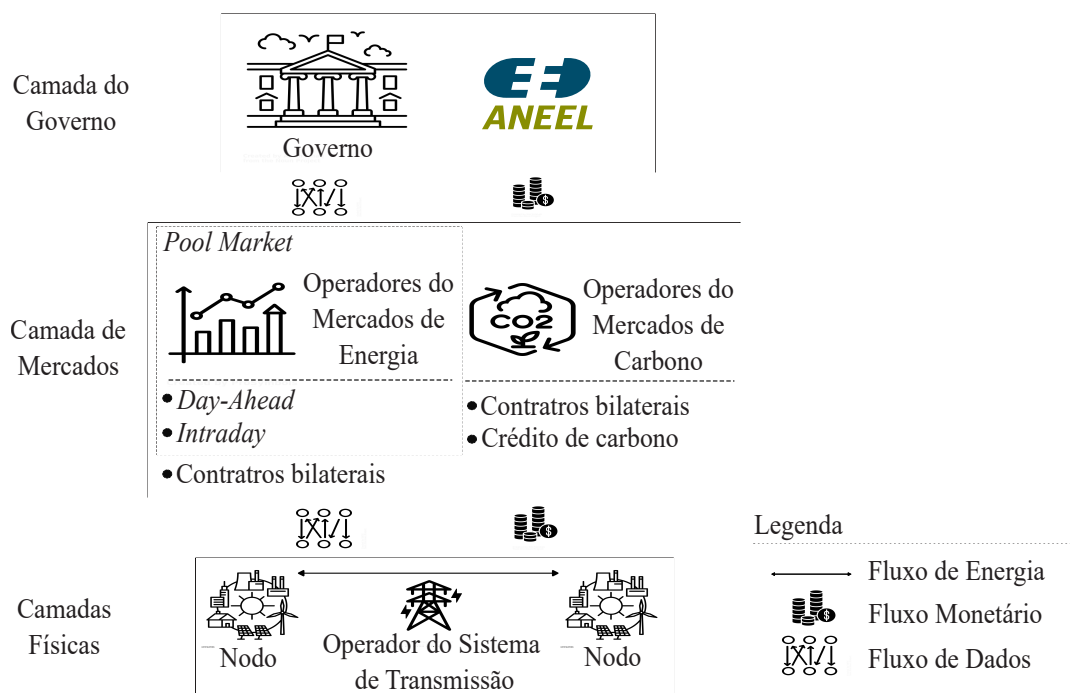 Camada do
Governo
Governo
ANEEL
Camada de
Mercados
Pool Market
Operadores do
Mercados de
Energia
CO2
Operadores do
Mercados de
Carbono
Day-Ahead
Intraday
Contratros bilaterais
Contratros bilaterais
Crédito de carbono
Camadas
Físicas
Nodo
Operador do Sistema
de Transmissão
Nodo
Legenda
Fluxo de Energia
$ Fluxo Monetário
Fluxo de Dados